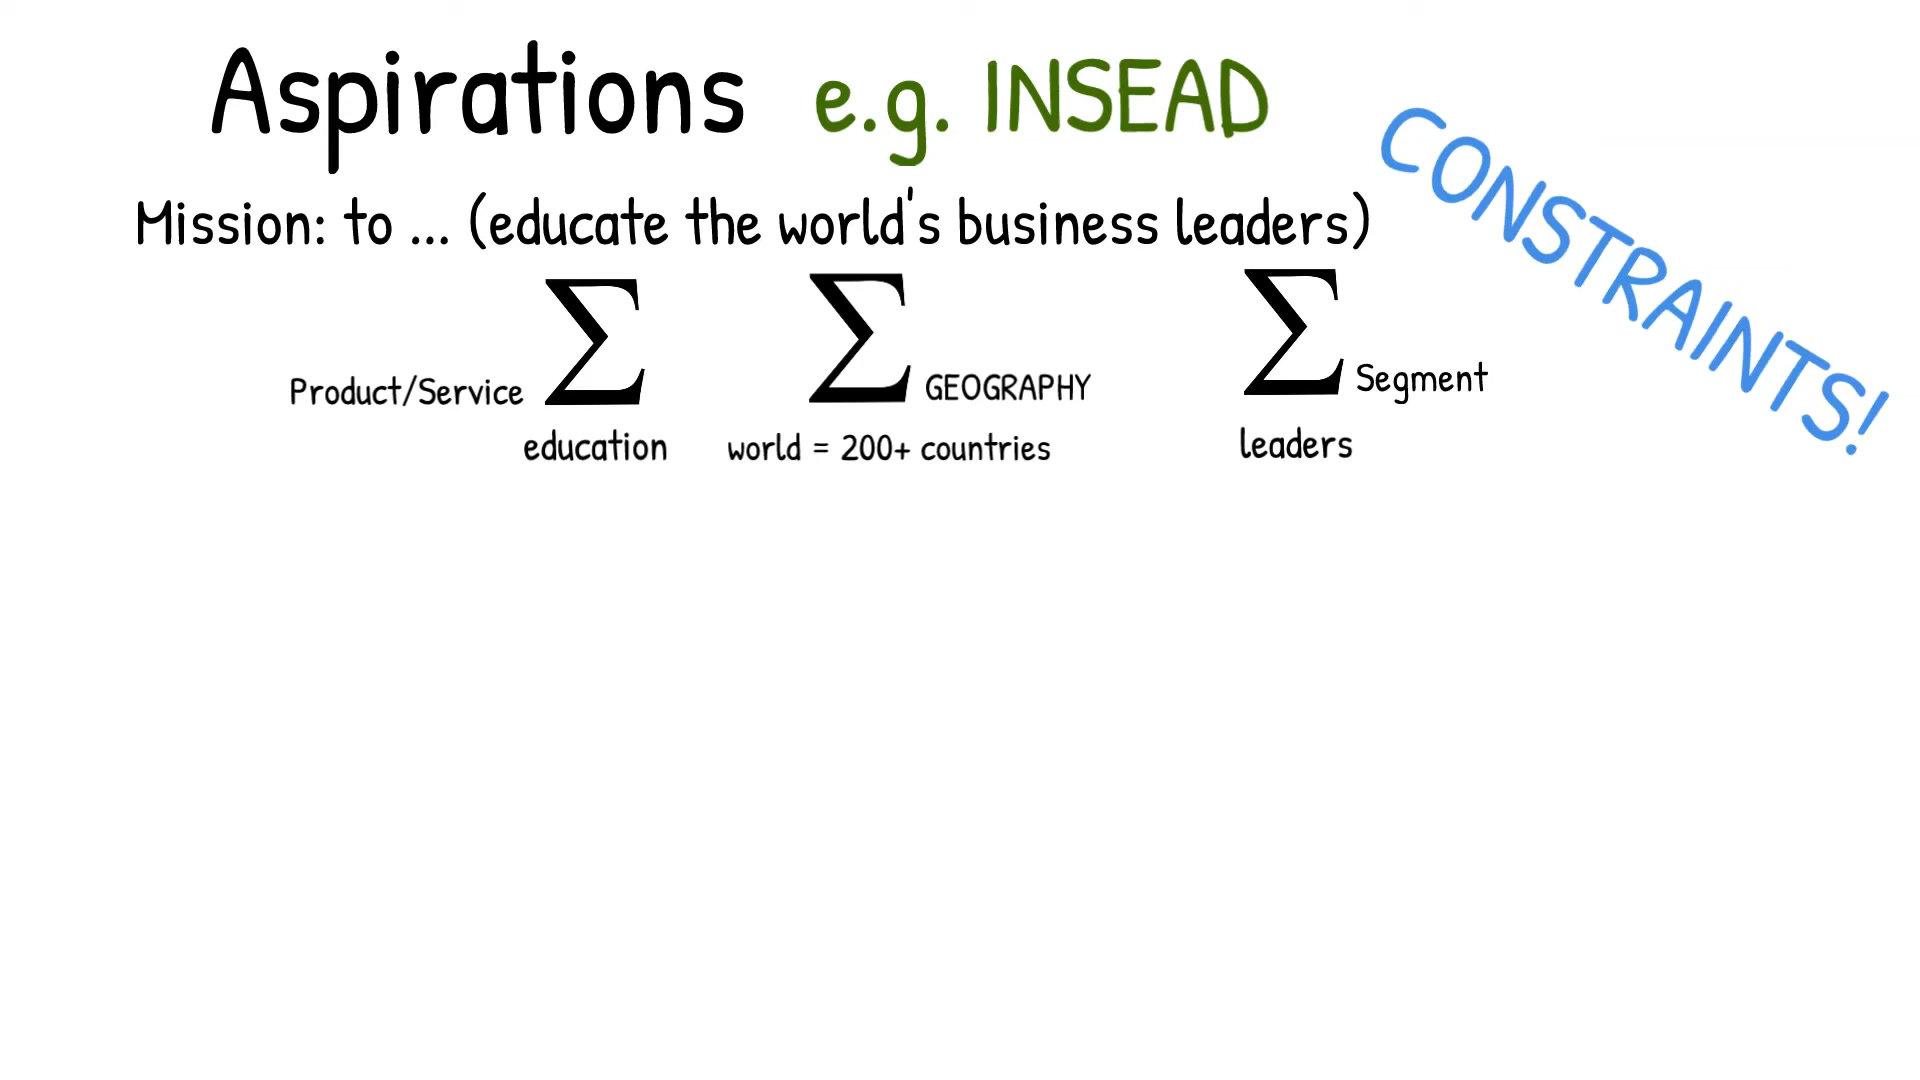 Aspirations e.g. INSEAD
CONSTRAINTS!
Mission: to ... (educate the world's business leaders)
Product/Service Σ Σ GEOGRAPHY Σ Segment
education world = 200+ countries leaders